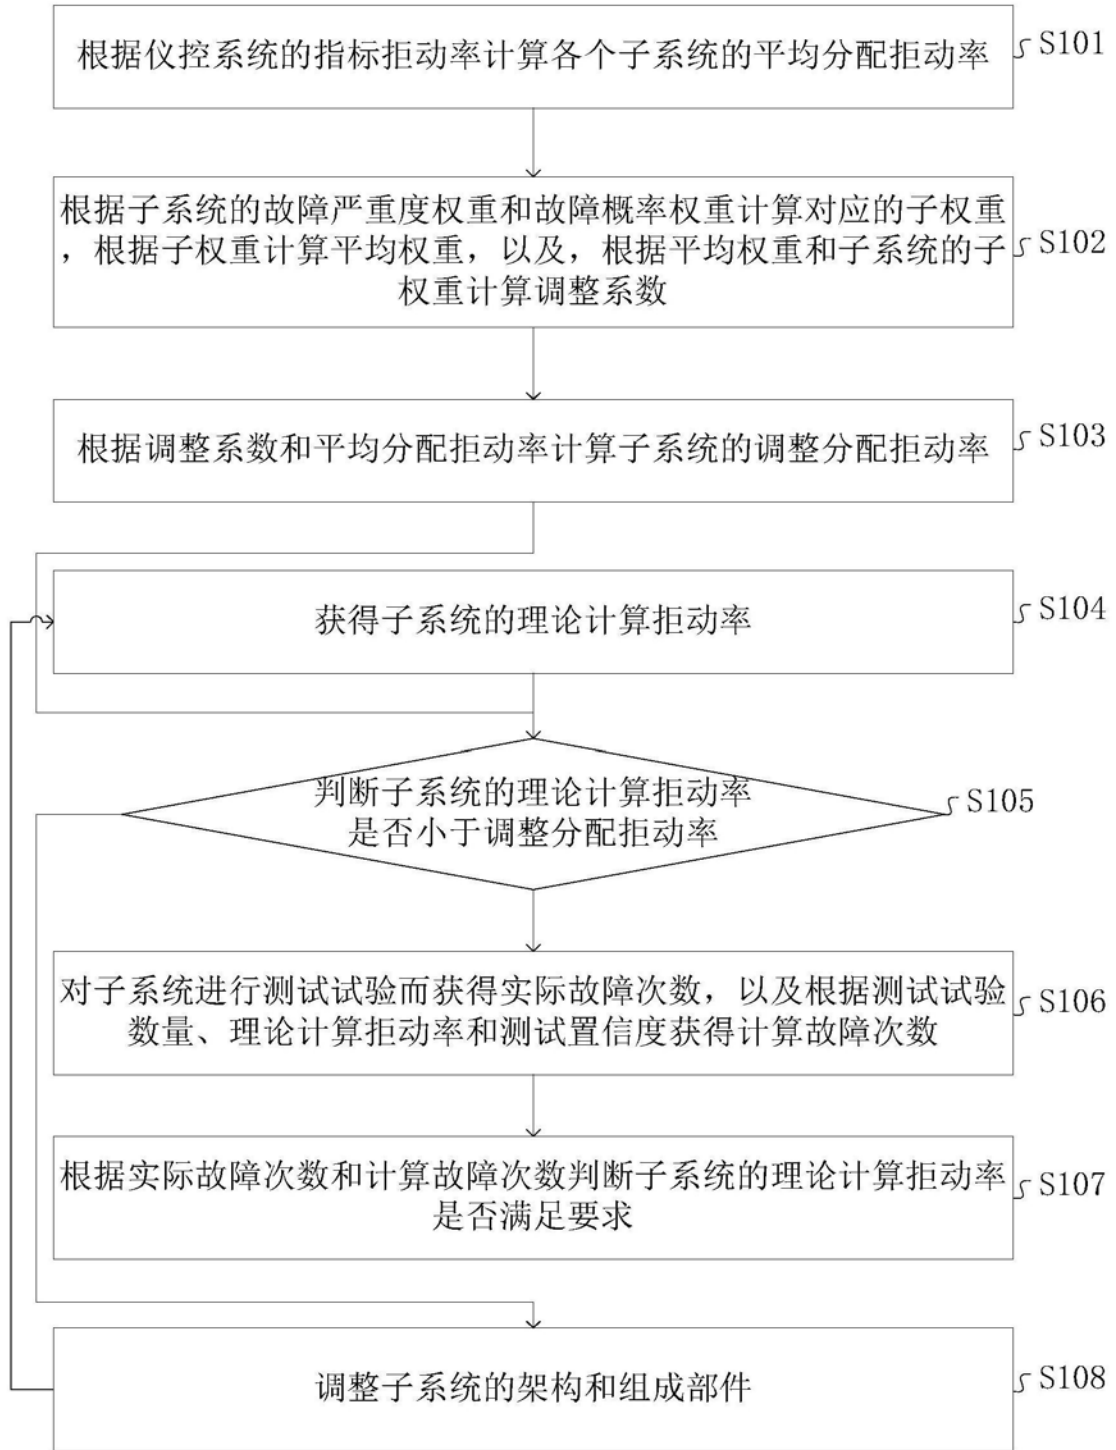 根据仪控系统的指标拒动率计算各个子系统的平均分配拒动率
S101
根据子系统的故障严重度权重和故障概率权重计算对应的子权重
，根据子权重计算平均权重，以及，根据平均权重和子系统的子
权重计算调整系数
S102
根据调整系数和平均分配拒动率计算子系统的调整分配拒动率
S103
获得子系统的理论计算拒动率
S104
判断子系统的理论计算拒动率
是否小于调整分配拒动率
S105
对子系统进行测试试验而获得实际故障次数，以及根据测试试验
数量、理论计算拒动率和测试置信度获得计算故障次数
S106
根据实际故障次数和计算故障次数判断子系统的理论计算拒动率
是否满足要求
S107
调整子系统的架构和组成部件
S108